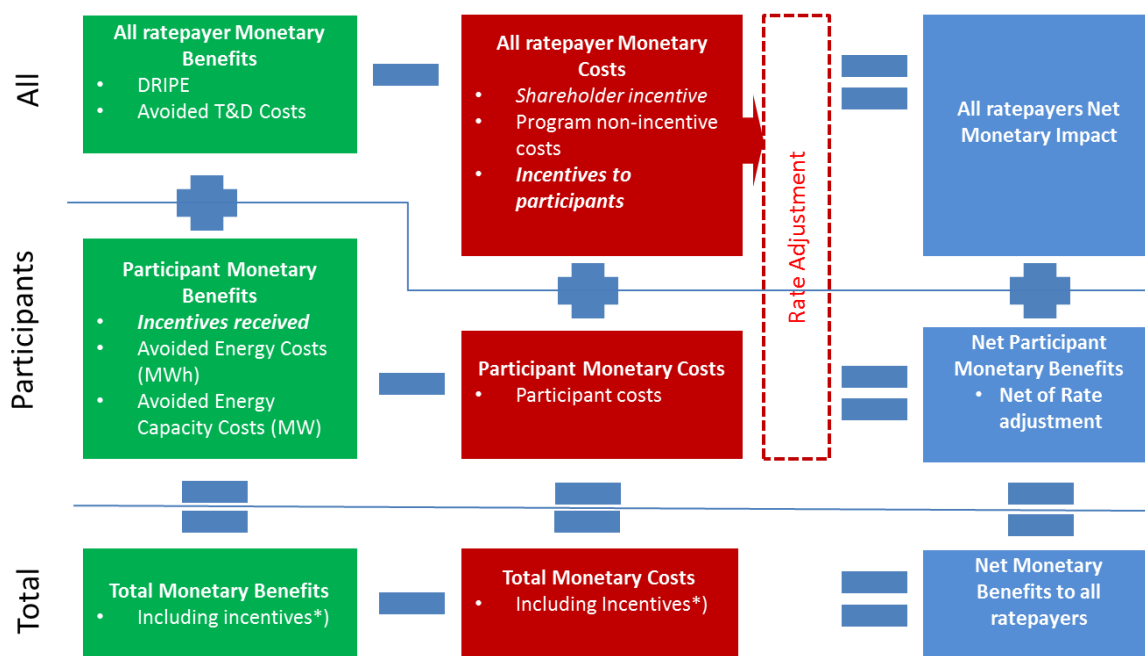 All
All ratepayer Monetary
Benefits
• DRIPE
• Avoided T&D Costs
All ratepayer Monetary
Costs
• Shareholder incentive
• Program non-incentive
costs
• Incentives to
participants
Rate Adjustment
All ratepayers Net
Monetary Impact
Participants
Participant Monetary
Benefits
• Incentives received
• Avoided Energy Costs
(MWh)
• Avoided Energy
Capacity Costs (MW)
Participant Monetary Costs
• Participant costs
Net Participant
Monetary Benefits
• Net of Rate
adjustment
Total
Total Monetary Benefits
• Including incentives*)
Total Monetary Costs
• Including Incentives*)
Net Monetary
Benefits to all
ratepayers